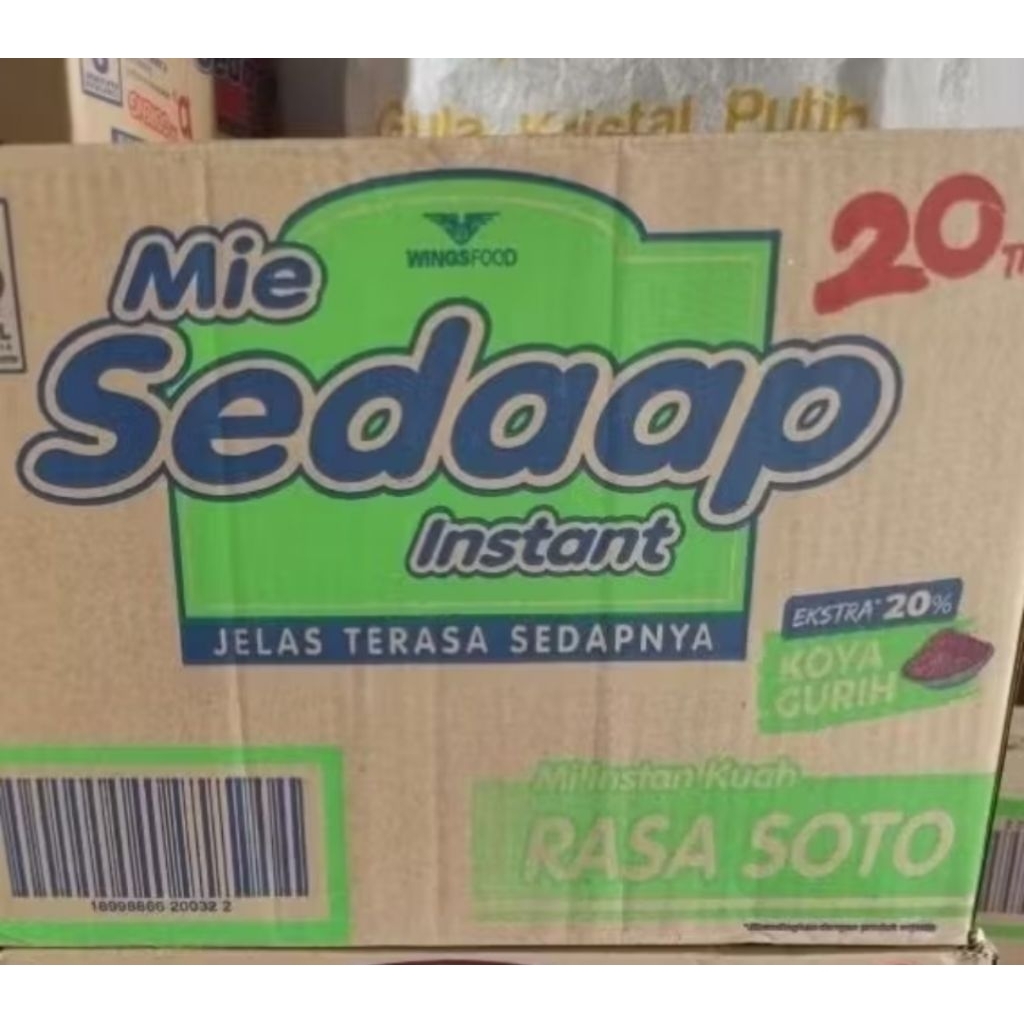 Gula Kristal Putih
WINGSFOOD
20
Mie
Sedaap
Instant
JELAS TERASA SEDAPNYA
EKSTRA* 20%
KOYA
GURIH
Mi Instan Kuah
RASA SOTO
18998866 20032 2